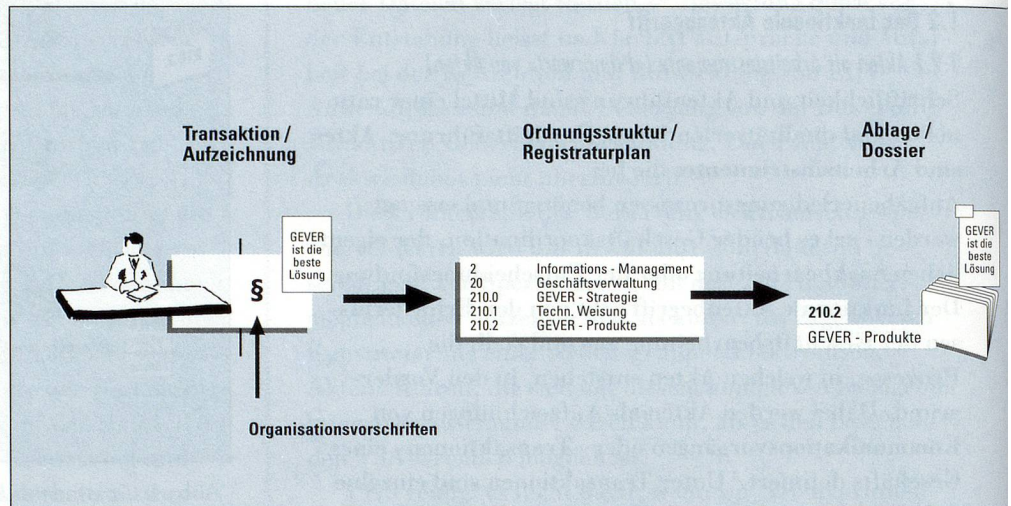 Transaktion /
Aufzeichnung
Ordnungsstruktur /
Registraturplan
Ablage /
Dossier
GEVER
ist die
beste
Lösung
§
2 Informations - Management
20 Geschäftsverwaltung
210.0 GEVER - Strategie
210.1 Techn. Weisung
210.2 GEVER - Produkte
GEVER
ist die
beste
Lösung
210.2
GEVER - Produkte
Organisationsvorschriften